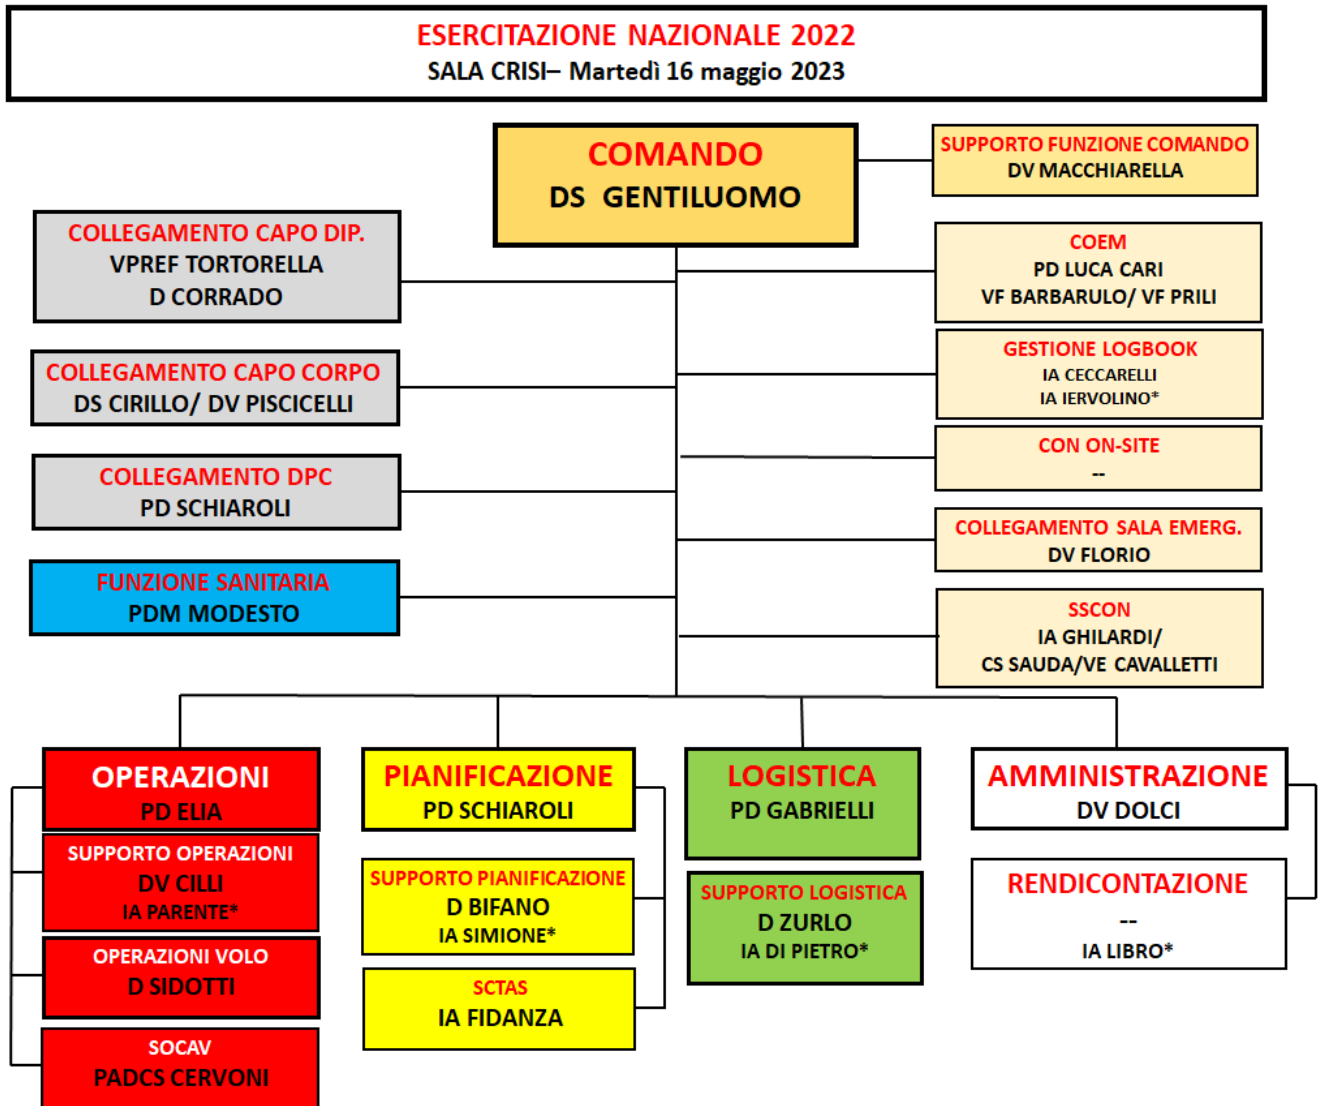 ESERCITAZIONE NAZIONALE 2022
SALA CRISI– Martedì 16 maggio 2023
COMANDO
DS GENTILUOMO
SUPPORTO FUNZIONE COMANDO
DV MACCHIARELLA
COLLEGAMENTO CAPO DIP.
VPREF TORTORELLA
D CORRADO
COEM
PD LUCA CARI
VF BARBARULO/ VF PRILI
COLLEGAMENTO CAPO CORPO
DS CIRILLO/ DV PISCICELLI
GESTIONE LOGBOOK
IA CECCARELLI
IA IERVOLINO*
COLLEGAMENTO DPC
PD SCHIAROLI
CON ON-SITE
--
FUNZIONE SANITARIA
PDM MODESTO
COLLEGAMENTO SALA EMERG.
DV FLORIO
SSCON
IA GHILARDI/
CS SAUDA/VE CAVALLETTI
OPERAZIONI
PD ELIA
SUPPORTO OPERAZIONI
DV CILLI
IA PARENTE*
OPERAZIONI VOLO
D SIDOTTI
SOCAV
PADCS CERVONI
PIANIFICAZIONE
PD SCHIAROLI
SUPPORTO PIANIFICAZIONE
D BIFANO
IA SIMIONE*
SCTAS
IA FIDANZA
LOGISTICA
PD GABRIELLI
SUPPORTO LOGISTICA
D ZURLO
IA DI PIETRO*
AMMINISTRAZIONE
DV DOLCI
RENDICONTAZIONE
--
IA LIBRO*